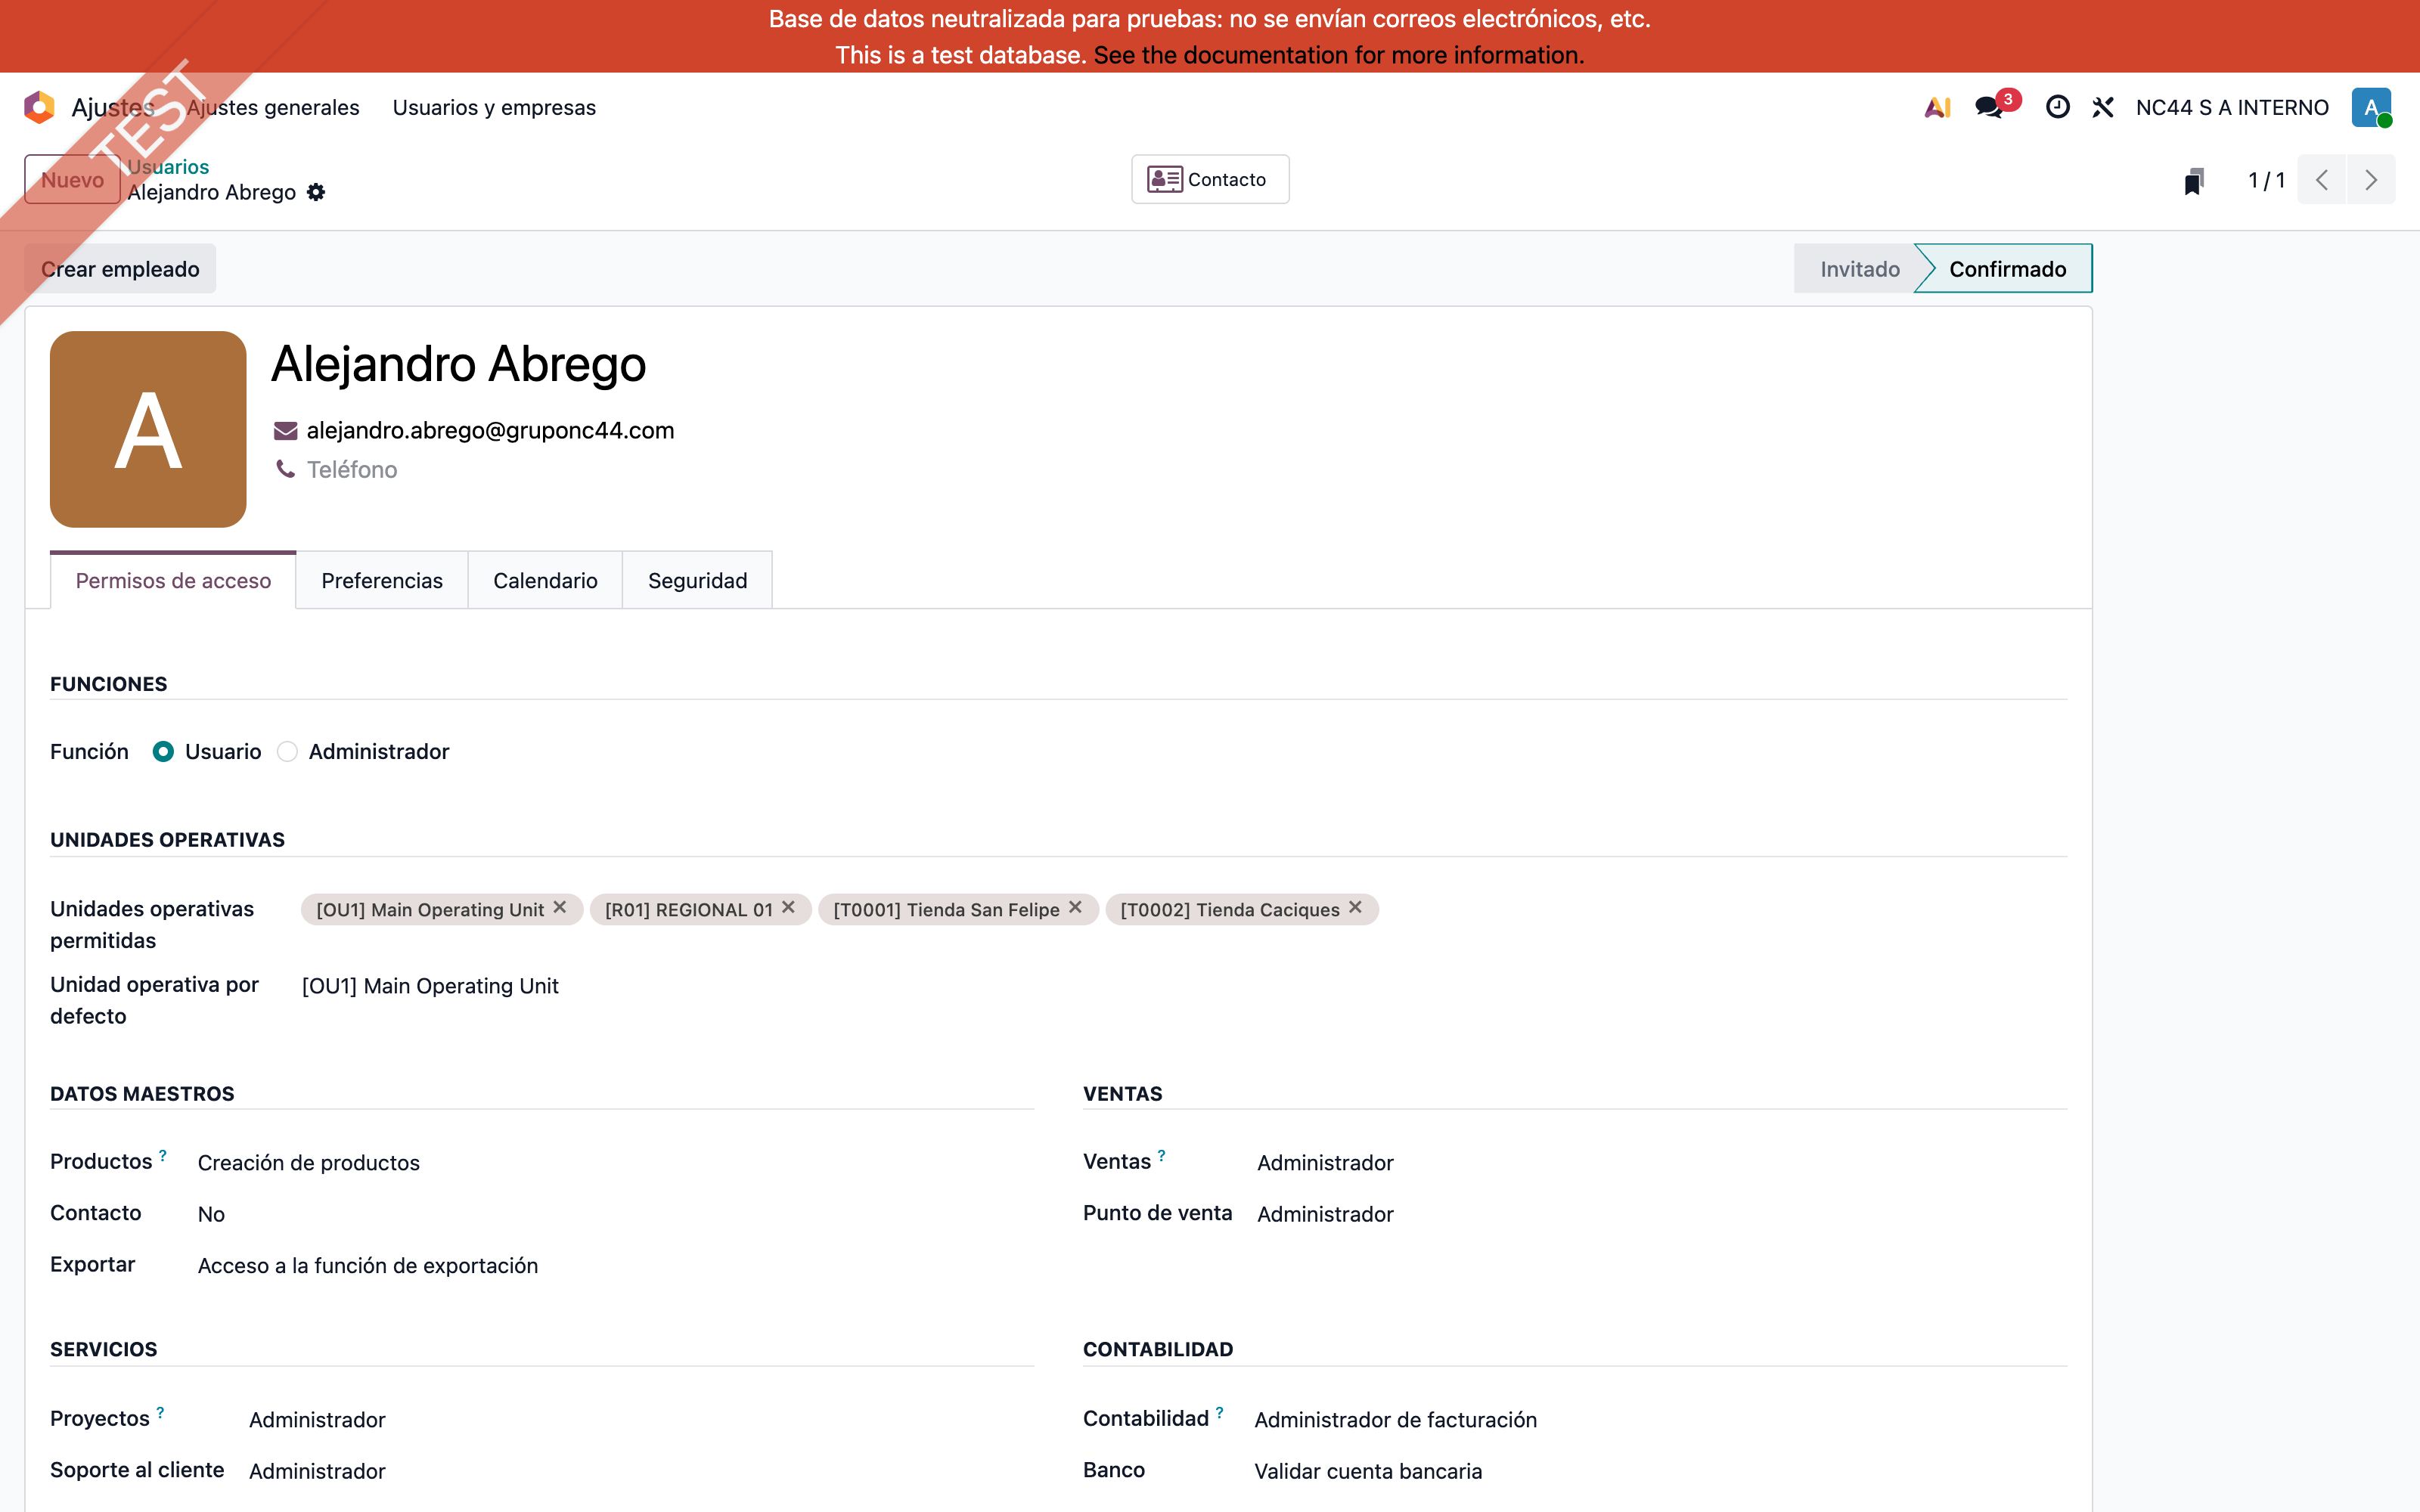 Base de datos neutralizada para pruebas: no se envían correos electrónicos, etc.
This is a test database. See the documentation for more information.
TEST
Ajustes Ajustes generales Usuarios y empresas
AI 3 NC44 S A INTERNO A
Nuevo
Usuarios
Alejandro Abrego
Contacto
1 / 1
Crear empleado
Invitado Confirmado
A
Alejandro Abrego
alejandro.abrego@gruponc44.com
Teléfono
Permisos de acceso Preferencias Calendario Seguridad
FUNCIONES
Función Usuario Administrador
UNIDADES OPERATIVAS
Unidades operativas permitidas
[OU1] Main Operating Unit × [R01] REGIONAL 01 × [T0001] Tienda San Felipe × [T0002] Tienda Caciques ×
Unidad operativa por defecto
[OU1] Main Operating Unit
DATOS MAESTROS
Productos ? Creación de productos
Contacto No
Exportar Acceso a la función de exportación
VENTAS
Ventas ? Administrador
Punto de venta Administrador
SERVICIOS
Proyectos ? Administrador
Soporte al cliente Administrador
CONTABILIDAD
Contabilidad ? Administrador de facturación
Banco Validar cuenta bancaria